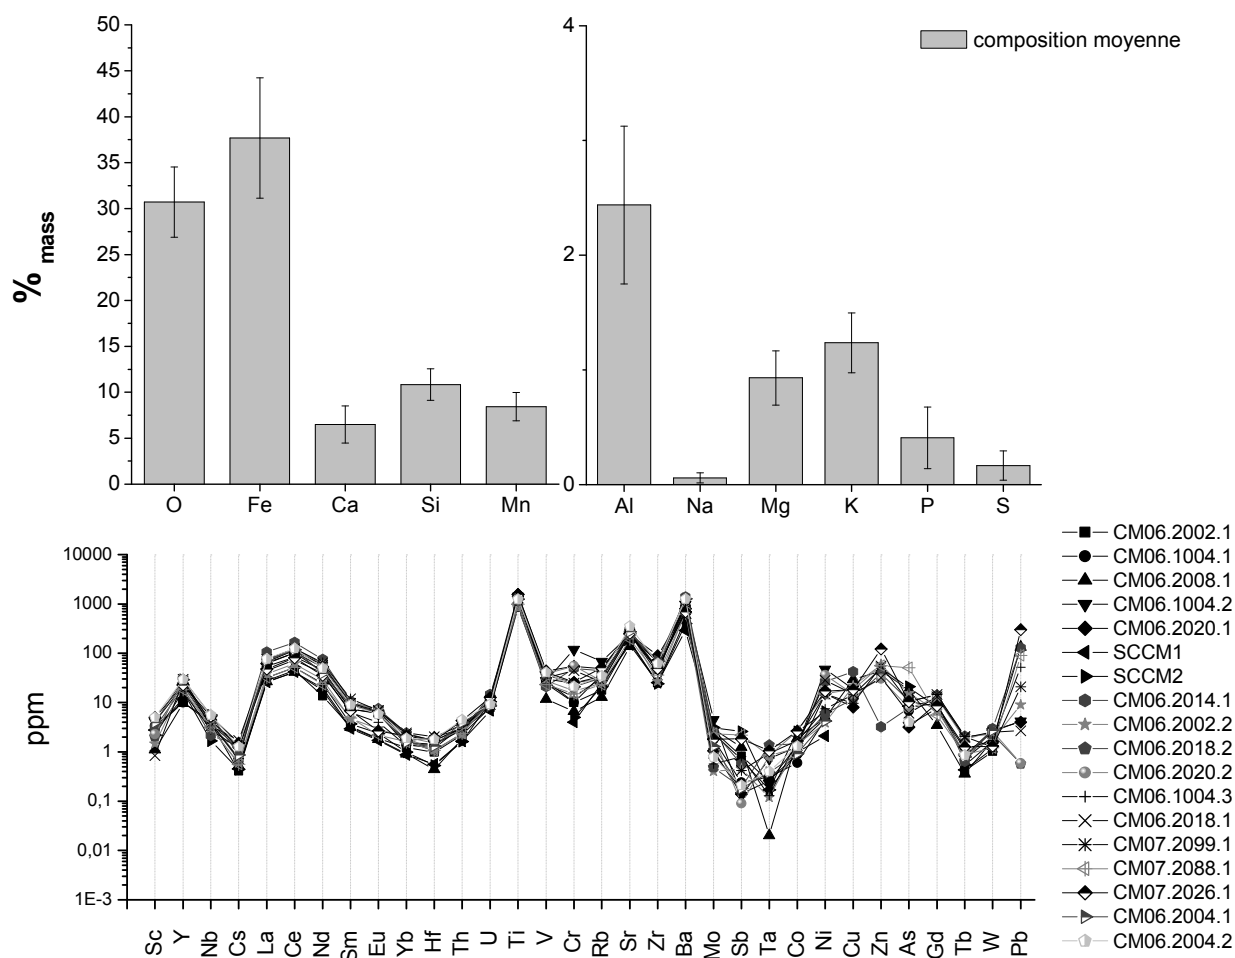 50
45
40
35
30
25
20
15
10
5
0
% mass
O Fe Ca Si Mn
4
2
0
Al Na Mg K P S
composition moyenne
10000
1000
100
10
1
0,1
0,01
1E-3
ppm
Sc Y Nb Cs La Ce Nd Sm Eu Yb Hf Th U Ti V Cr Rb Sr Zr Ba Mo Sb Ta Co Ni Cu Zn As Gd Tb W Pb
CM06.2002.1
CM06.1004.1
CM06.2008.1
CM06.1004.2
CM06.2020.1
SCCM1
SCCM2
CM06.2014.1
CM06.2002.2
CM06.2018.2
CM06.2020.2
CM06.1004.3
CM06.2018.1
CM07.2099.1
CM07.2088.1
CM07.2026.1
CM06.2004.1
CM06.2004.2